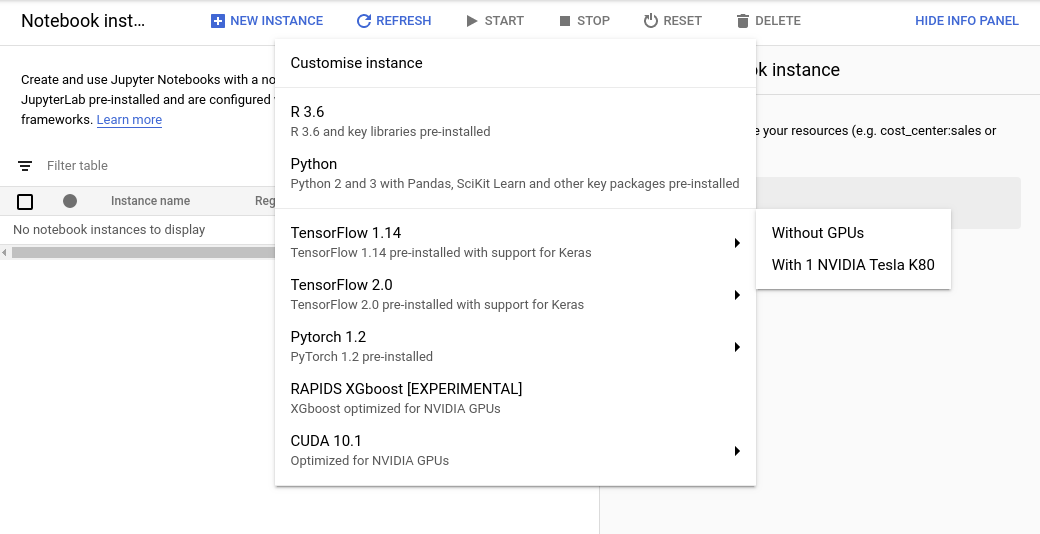 Notebook inst...
NEW INSTANCE
REFRESH
START
STOP
RESET
DELETE
HIDE INFO PANEL
Create and use Jupyter Notebooks with a no
JupyterLab pre-installed and are configured
frameworks. Learn more
Filter table
Instance name
Reg
No notebook instances to display
Customise instance
R 3.6
R 3.6 and key libraries pre-installed
Python
Python 2 and 3 with Pandas, SciKit Learn and other key packages pre-installed
TensorFlow 1.14
TensorFlow 1.14 pre-installed with support for Keras
TensorFlow 2.0
TensorFlow 2.0 pre-installed with support for Keras
Pytorch 1.2
PyTorch 1.2 pre-installed
RAPIDS XGboost [EXPERIMENTAL]
XGboost optimized for NVIDIA GPUs
CUDA 10.1
Optimized for NVIDIA GPUs
Without GPUs
With 1 NVIDIA Tesla K80
ok instance
e your resources (e.g. cost_center:sales or